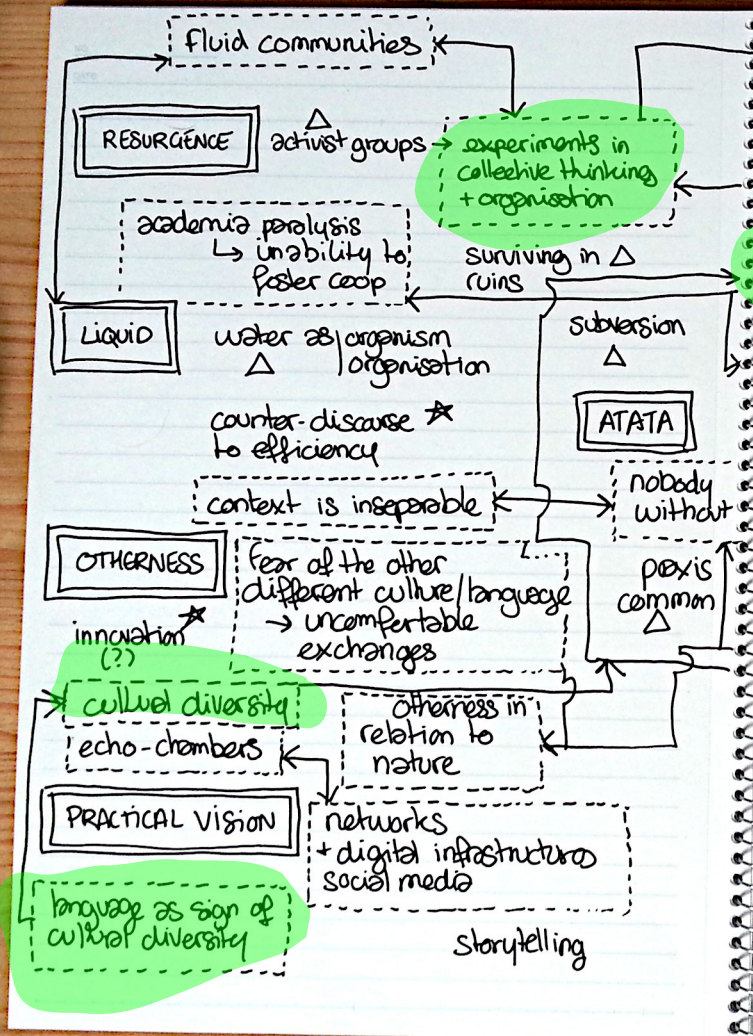 fluid communities
RESURGENCE
activist groups
experiments in
collective thinking
+ organisation
academia paralysis
↳ inability to
foster coop
surviving in
ruins
LIQUID
water as/organism
organisation
subversion
counter-discourse
to efficiency
ATATA
context is inseparable
nobody
without
OTHERNESS
fear of the other
different culture/language
→ uncomfertable
exchanges
praxis
common
innovation
(?)
cultural diversity
echo-chambers
otherness in
relation to
nature
PRACTICAL VISION
networks
+ digital infrastructures
social media
language as sign of
cultural diversity
storytelling